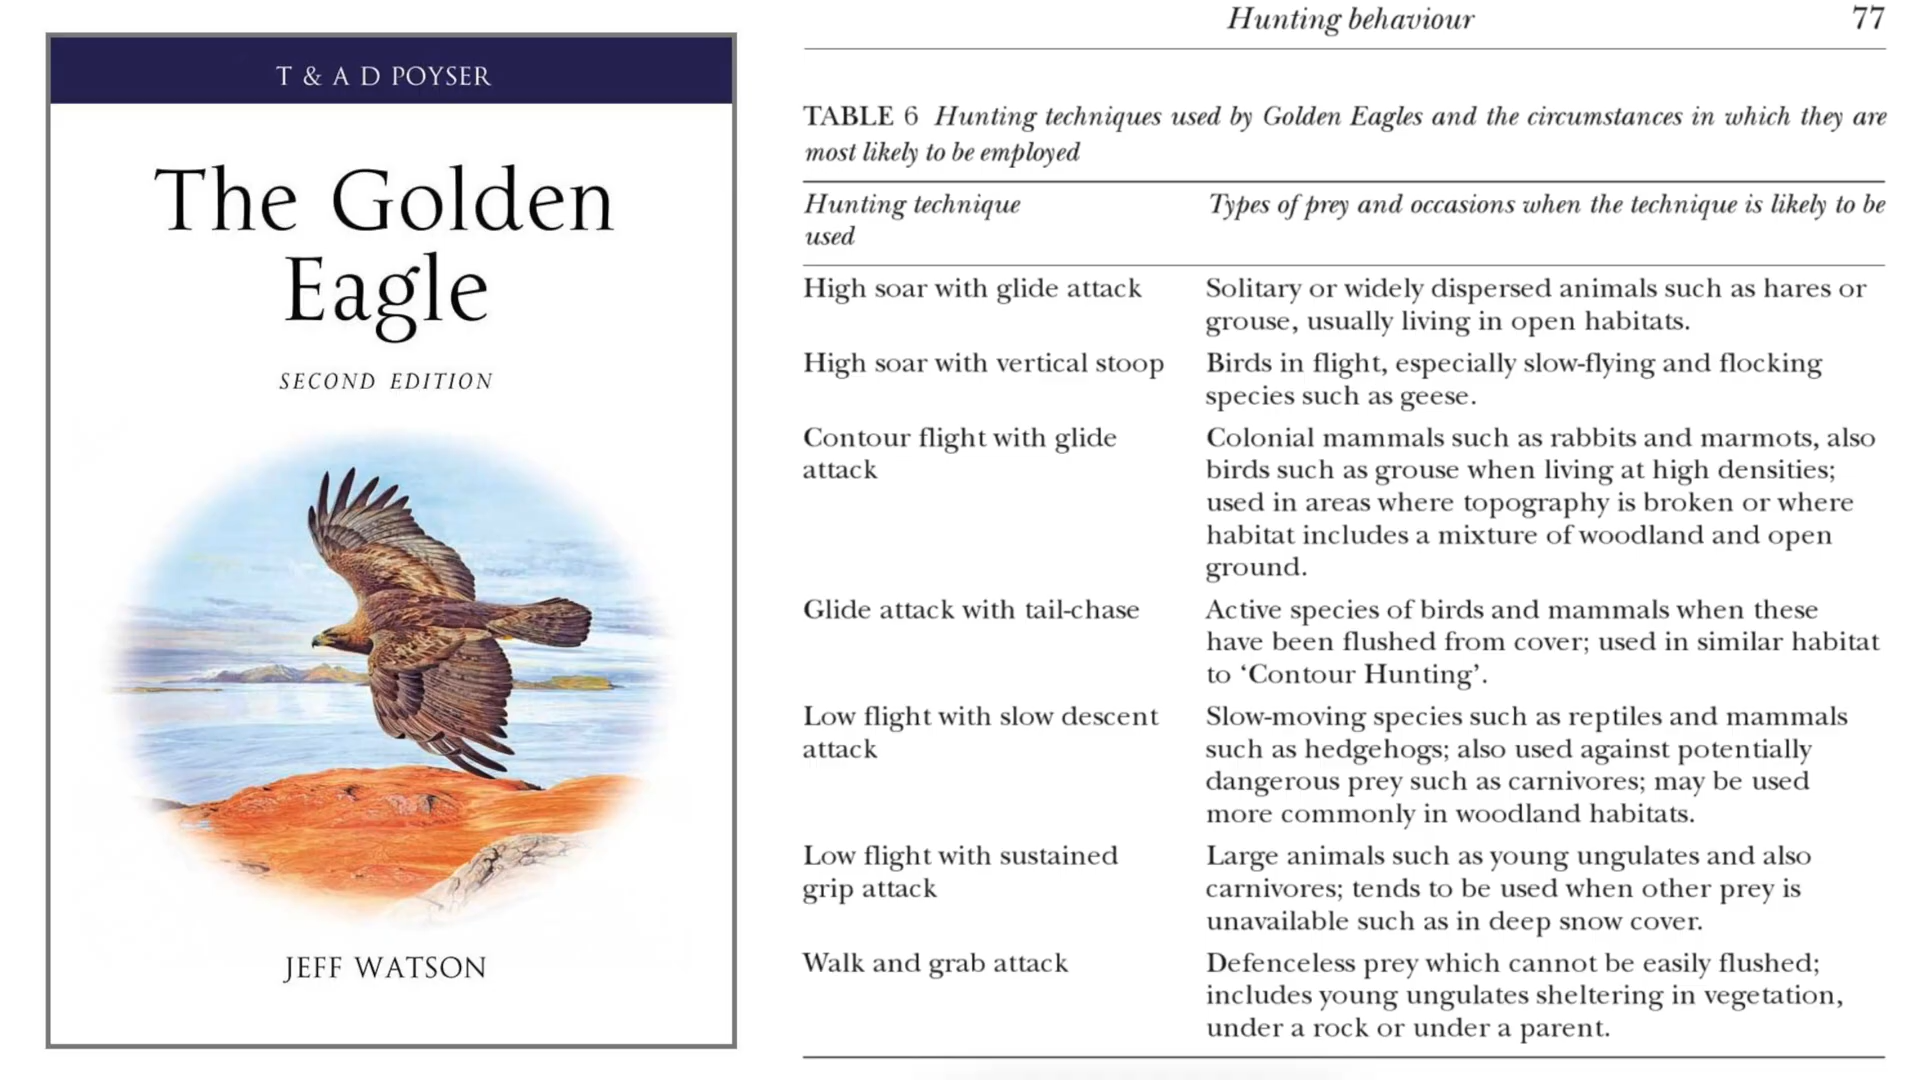 T & A D POYSER
The Golden
Eagle
SECOND EDITION
JEFF WATSON
Hunting behaviour 77
TABLE 6 Hunting techniques used by Golden Eagles and the circumstances in which they are
most likely to be employed
Hunting technique Types of prey and occasions when the technique is likely to be
used
High soar with glide attack Solitary or widely dispersed animals such as hares or
grouse, usually living in open habitats.
High soar with vertical stoop Birds in flight, especially slow-flying and flocking
species such as geese.
Contour flight with glide Colonial mammals such as rabbits and marmots, also
attack birds such as grouse when living at high densities;
used in areas where topography is broken or where
habitat includes a mixture of woodland and open
ground.
Glide attack with tail-chase Active species of birds and mammals when these
have been flushed from cover; used in similar habitat
to ‘Contour Hunting’.
Low flight with slow descent Slow-moving species such as reptiles and mammals
attack such as hedgehogs; also used against potentially
dangerous prey such as carnivores; may be used
more commonly in woodland habitats.
Low flight with sustained Large animals such as young ungulates and also
grip attack carnivores; tends to be used when other prey is
unavailable such as in deep snow cover.
Walk and grab attack Defenceless prey which cannot be easily flushed;
includes young ungulates sheltering in vegetation,
under a rock or under a parent.